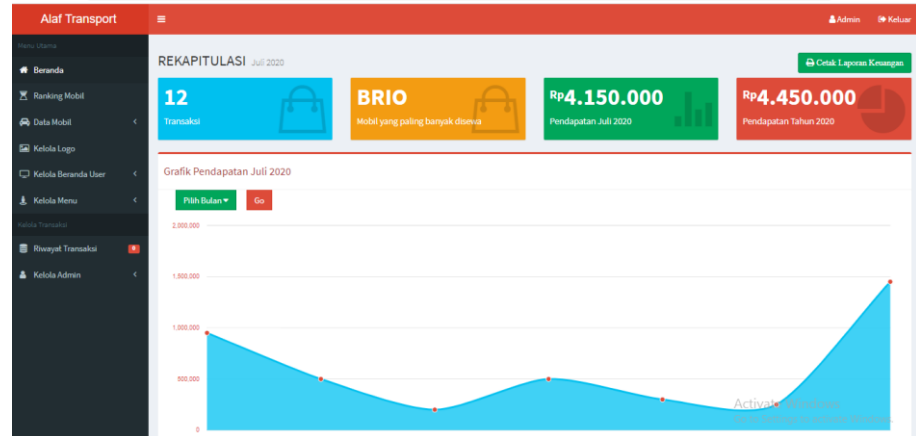 Alaf Transport
Admin
Keluar
Menu Utama
Beranda
Ranking Mobil
Data Mobil
Kelola Logo
Kelola Beranda User
Kelola Menu
Kelola Transaksi
Riwayat Transaksi
Kelola Admin
REKAPITULASI Juli 2020
Cetak Laporan Keuangan
12
Transaksi
BRIO
Mobil yang paling banyak disewa
Rp4.150.000
Pendapatan Juli 2020
Rp4.450.000
Pendapatan Tahun 2020
Grafik Pendapatan Juli 2020
Pilih Bulan
Go
2,000,000
1,500,000
1,000,000
500,000
0
Activate Windows